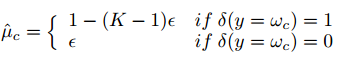 μ̂_c = { 1 − (K − 1)ϵ if δ(y = ω_c) = 1
ϵ if δ(y = ω_c) = 0